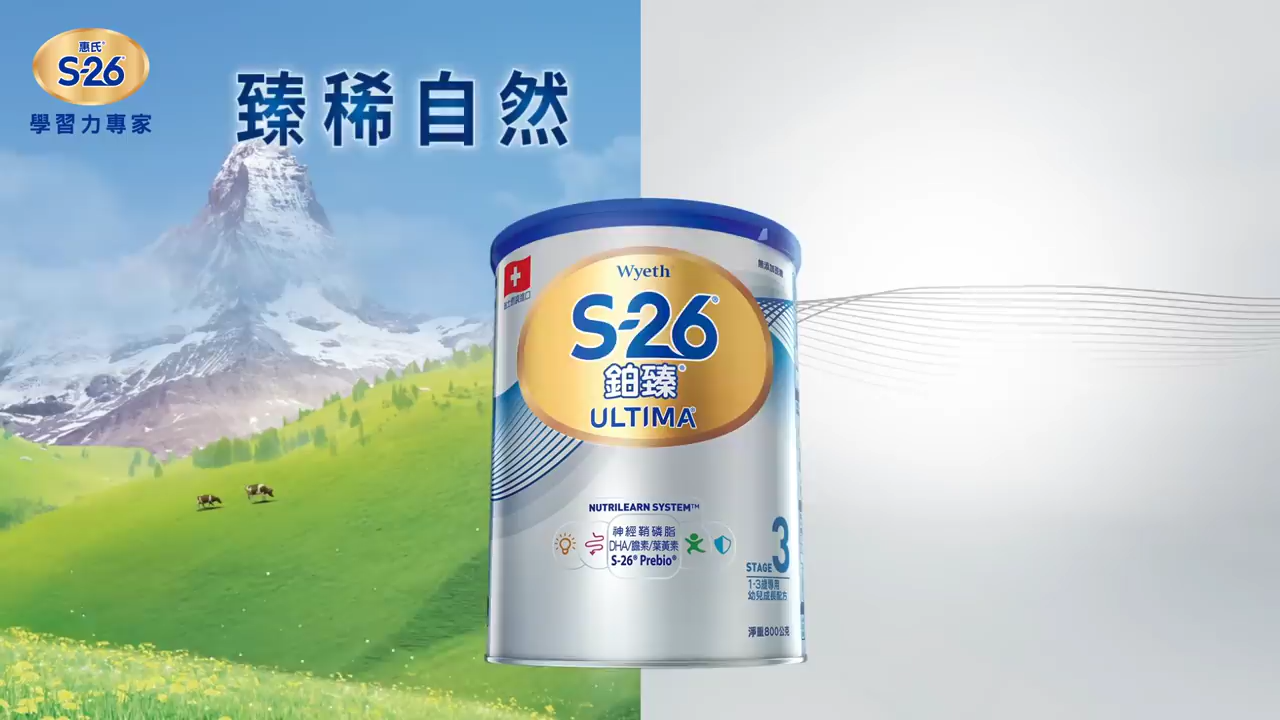 惠氏®
S-26
學習力專家
臻稀自然
Wyeth
S-26®
鉑臻®
ULTIMA®
NUTRILEARN SYSTEM™
神經鞘磷脂
DHA/膽素/葉黃素
S-26® Prebio®
STAGE 3
1-3歲專用
幼兒成長配方
淨重800公克